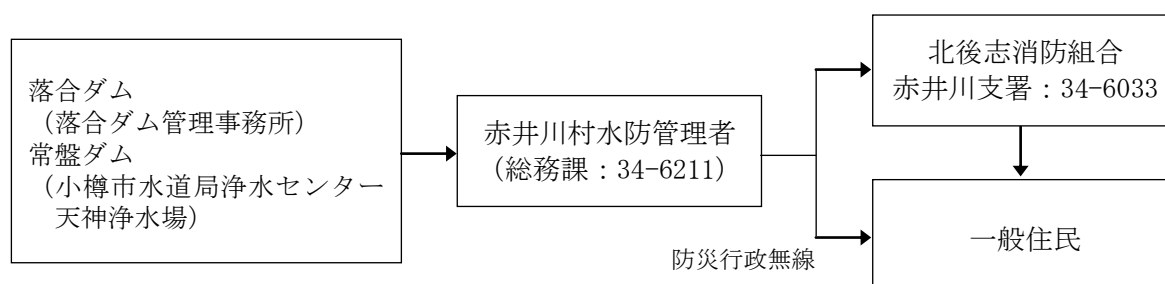 落合ダム
（落合ダム管理事務所）
常盤ダム
（小樽市水道局浄水センター
天神浄水場）
赤井川村水防管理者
（総務課：34-6211）
北後志消防組合
赤井川支署：34-6033
防災行政無線
一般住民